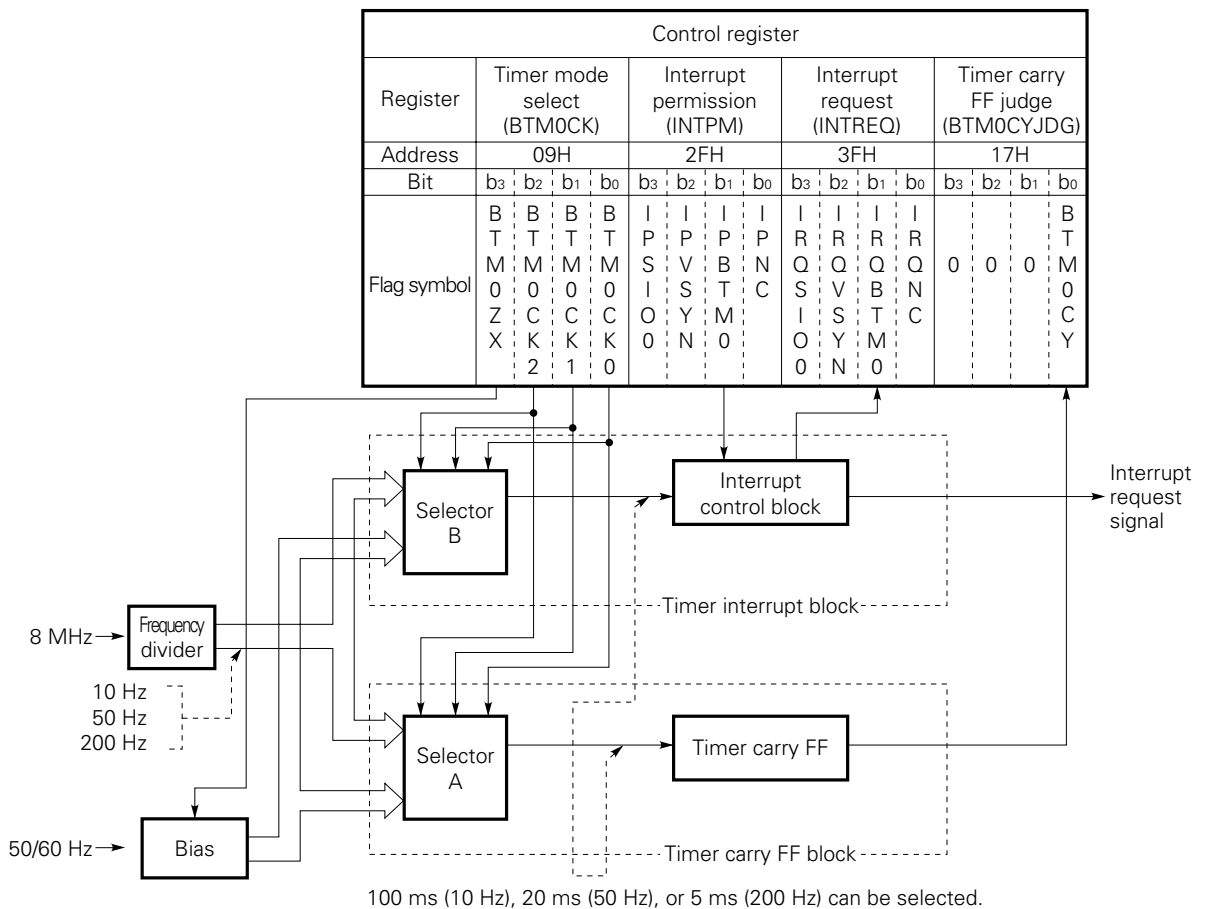 Control register
Register
Timer mode
select
(BTM0CK)
Interrupt
permission
(INTPM)
Interrupt
request
(INTREQ)
Timer carry
FF judge
(BTM0CYJDG)
Address 09H 2FH 3FH 17H
Bit b3 b2 b1 b0 b3 b2 b1 b0 b3 b2 b1 b0 b3 b2 b1 b0
Flag symbol
BTM0ZX
BTM0CK2
BTM0CK1
BTM0CK0
IPSIO0
IPVSYN
IPBTM0
IPNC
IRQSIO0
IRQVSYN
IRQBTM0
IRQNC
0
0
0
BTM0CY
Selector
B
Interrupt
control block
Interrupt
request
signal
Timer interrupt block
8 MHz
Frequency
divider
10 Hz
50 Hz
200 Hz
Selector
A
Timer carry FF
50/60 Hz
Bias
Timer carry FF block
100 ms (10 Hz), 20 ms (50 Hz), or 5 ms (200 Hz) can be selected.